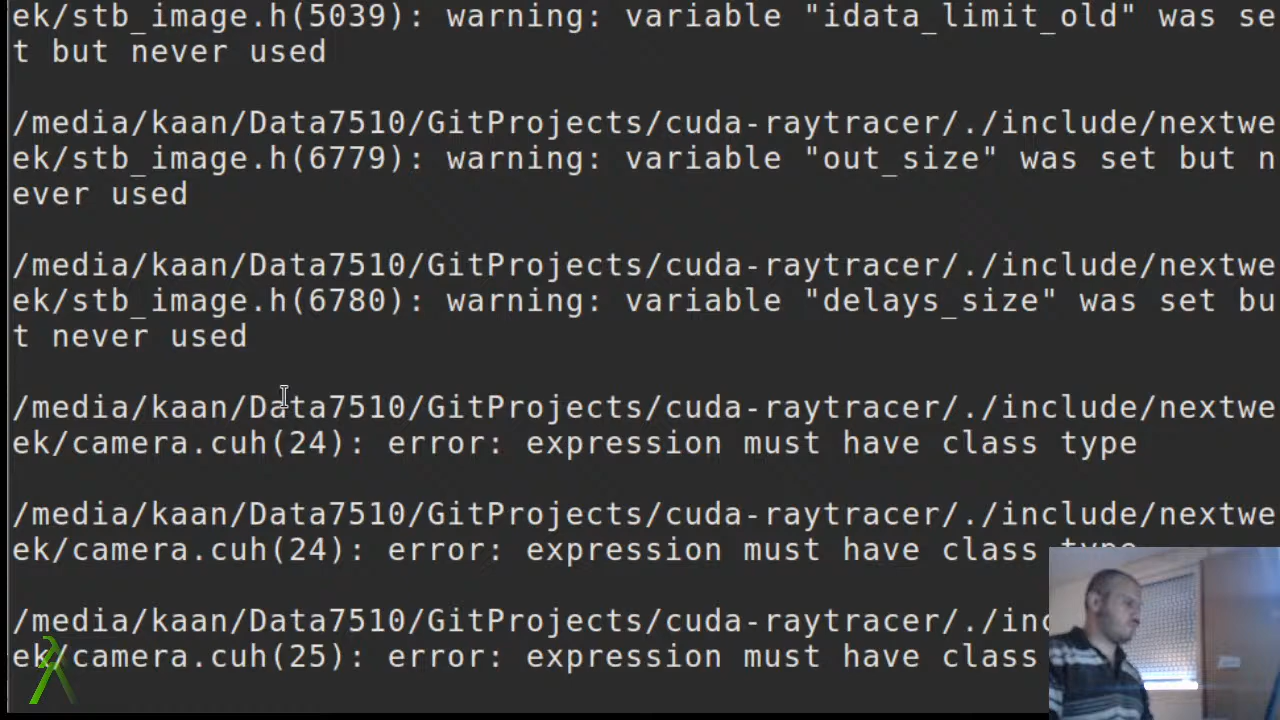 ek/stb_image.h(5039): warning: variable "idata_limit_old" was se
t but never used
/media/kaan/Data7510/GitProjects/cuda-raytracer/./include/nextwe
ek/stb_image.h(6779): warning: variable "out_size" was set but n
ever used
/media/kaan/Data7510/GitProjects/cuda-raytracer/./include/nextwe
ek/stb_image.h(6780): warning: variable "delays_size" was set bu
t never used
/media/kaan/Data7510/GitProjects/cuda-raytracer/./include/nextwe
ek/camera.cuh(24): error: expression must have class type
/media/kaan/Data7510/GitProjects/cuda-raytracer/./include/nextwe
ek/camera.cuh(24): error: expression must have class type
/media/kaan/Data7510/GitProjects/cuda-raytracer/./inc
ek/camera.cuh(25): error: expression must have class
λ